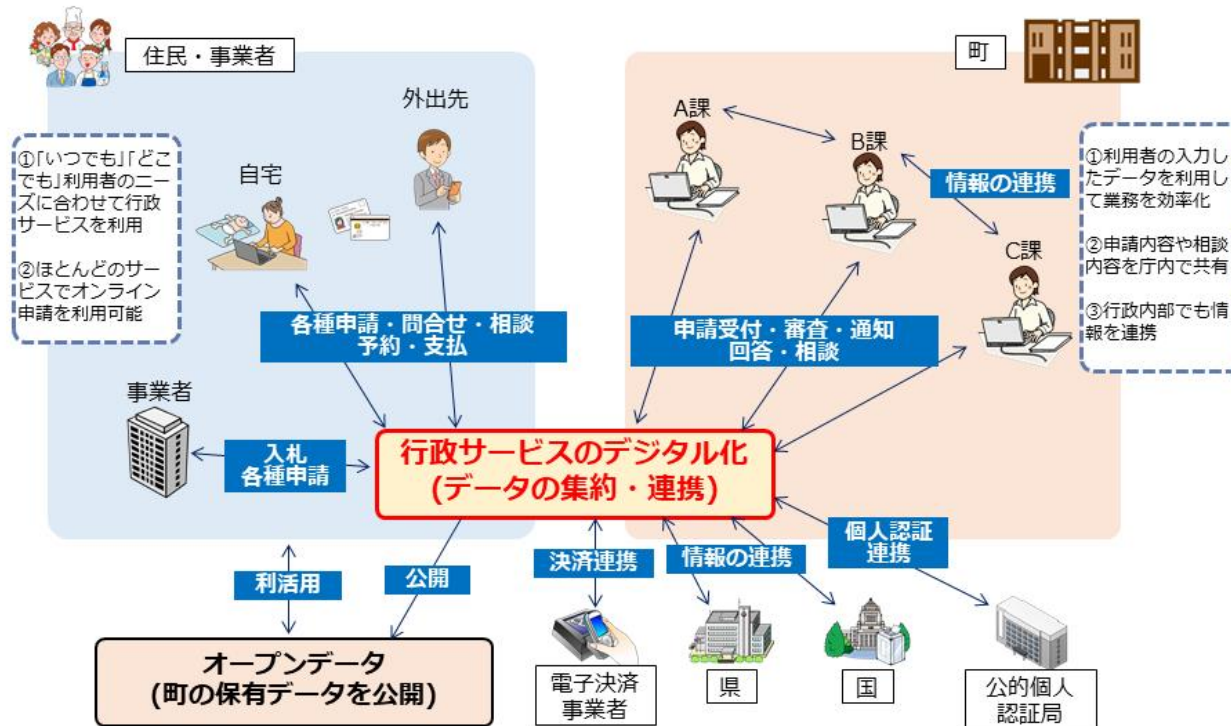 住民・事業者
町
外出先
自宅
事業者
①「いつでも」「どこ
でも」利用者のニー
ズに合わせて行政
サービスを利用
②ほとんどのサー
ビスでオンライン
申請を利用可能
各種申請・問合せ・相談
予約・支払
入札
各種申請
A課
B課
C課
情報の連携
①利用者の入力し
たデータを利用し
て業務を効率化
②申請内容や相談
内容を庁内で共有
③行政内部でも情
報を連携
申請受付・審査・通知
回答・相談
行政サービスのデジタル化
(データの集約・連携)
利活用
公開
決済連携
情報の連携
個人認証
連携
オープンデータ
(町の保有データを公開)
電子決済
事業者
県
国
公的個人
認証局